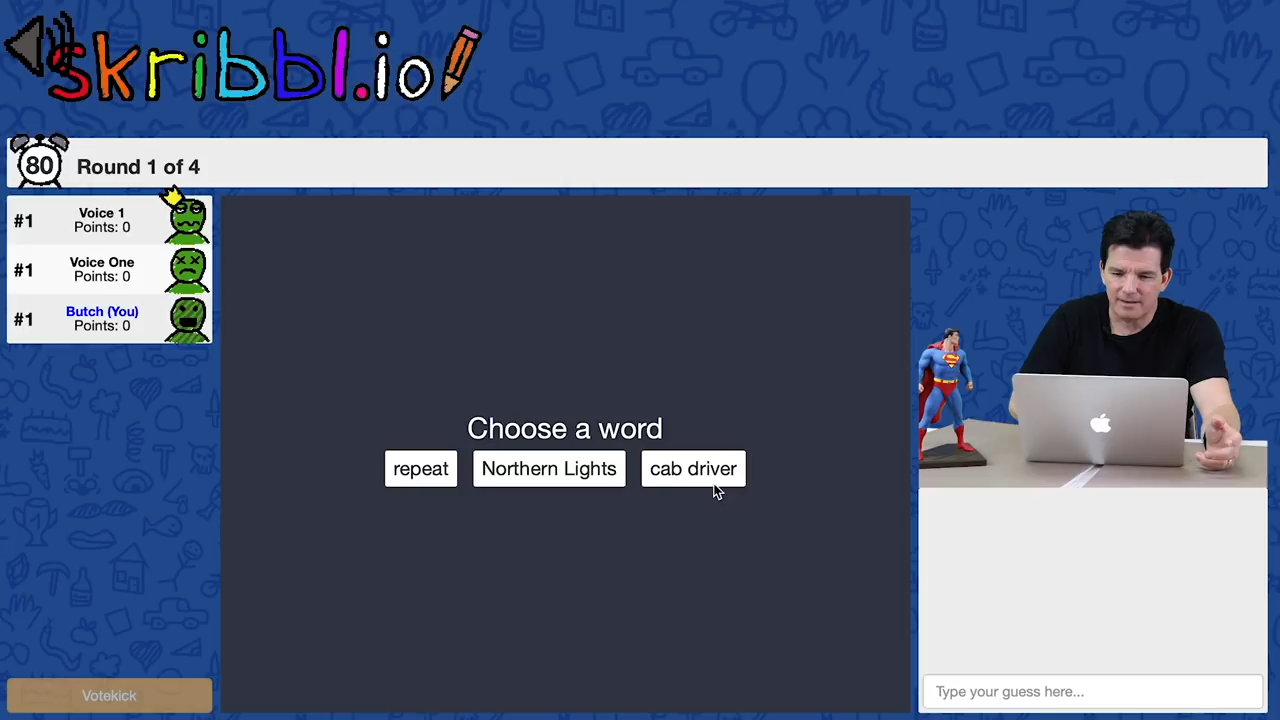 skribbl.io
80
Round 1 of 4
#1
Voice 1
Points: 0
#1
Voice One
Points: 0
#1
Butch (You)
Points: 0
Choose a word
repeat
Northern Lights
cab driver
Votekick
Type your guess here...